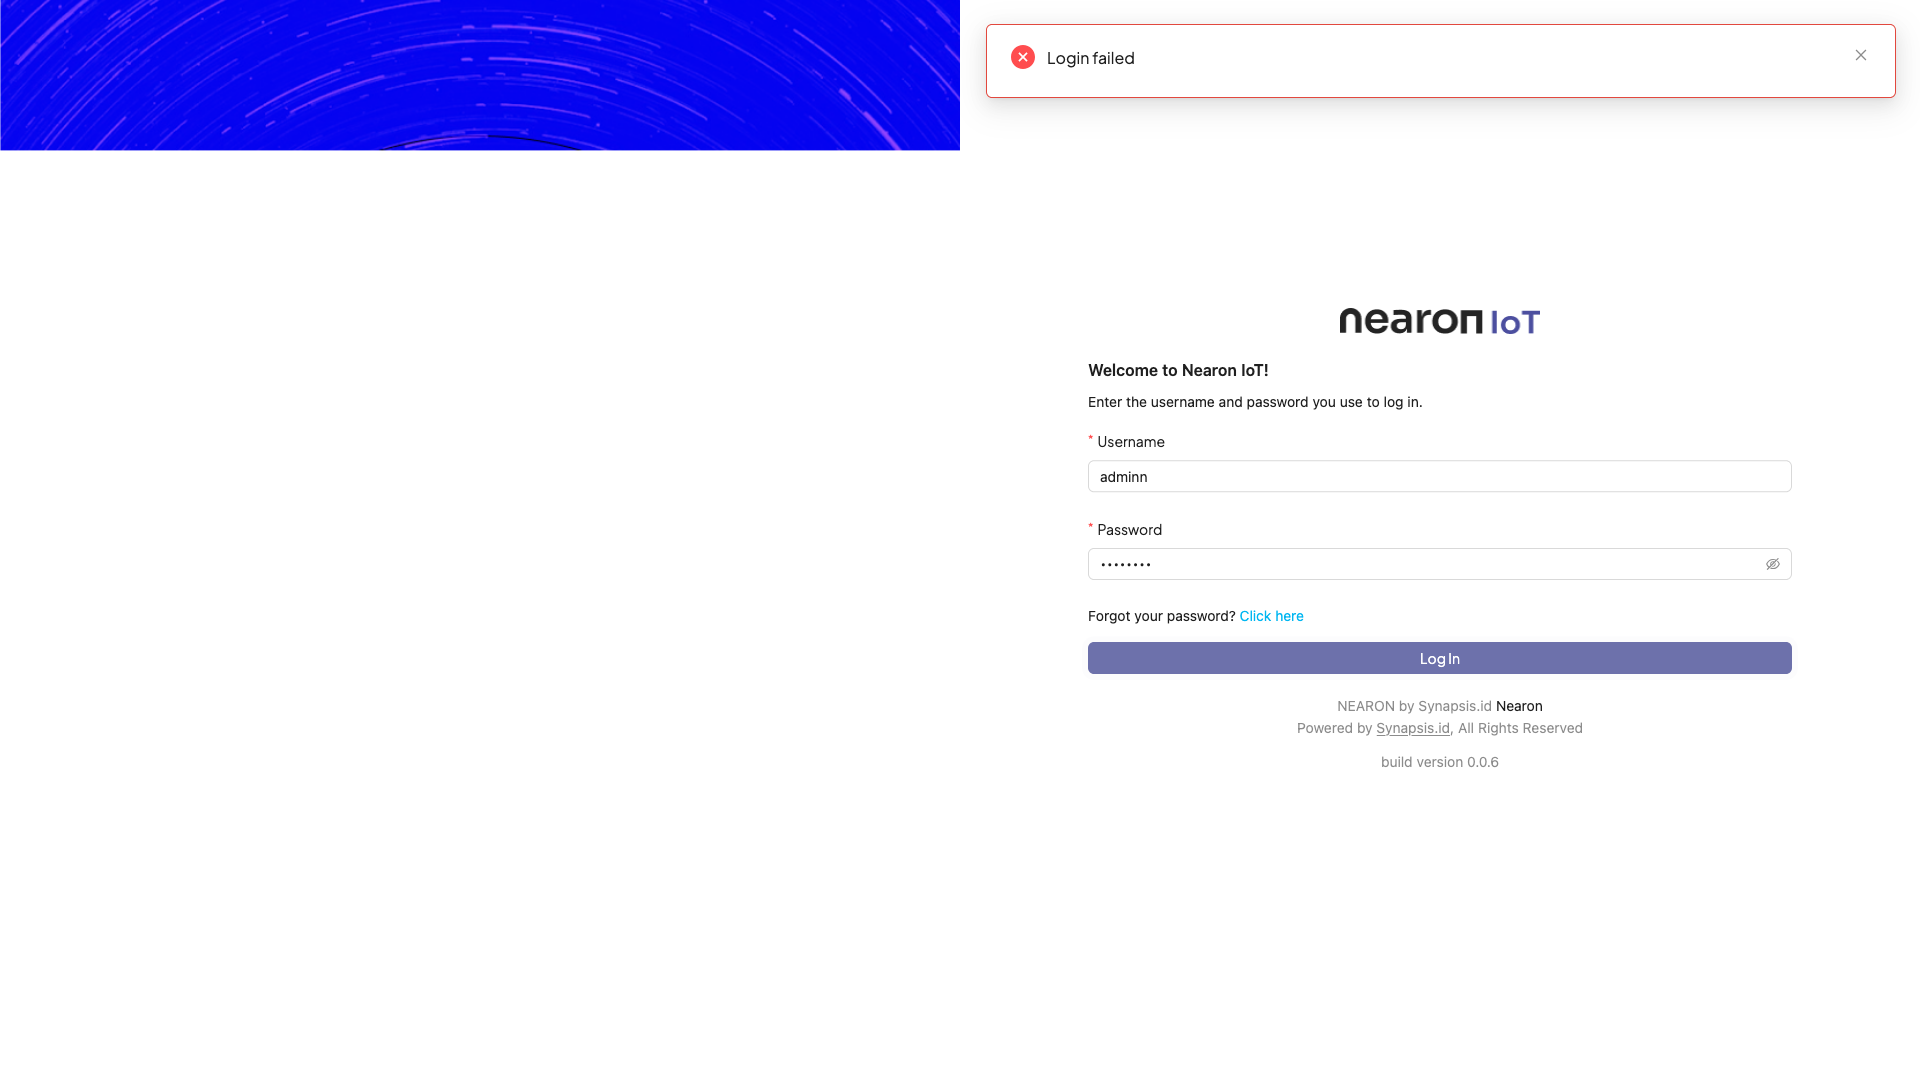 Login failed
nearon IoT
Welcome to Nearon IoT!
Enter the username and password you use to log in.
* Username
adminn
* Password
••••••••
Forgot your password? Click here
Log In
NEARON by Synapsis.id Nearon
Powered by Synapsis.id, All Rights Reserved
build version 0.0.6